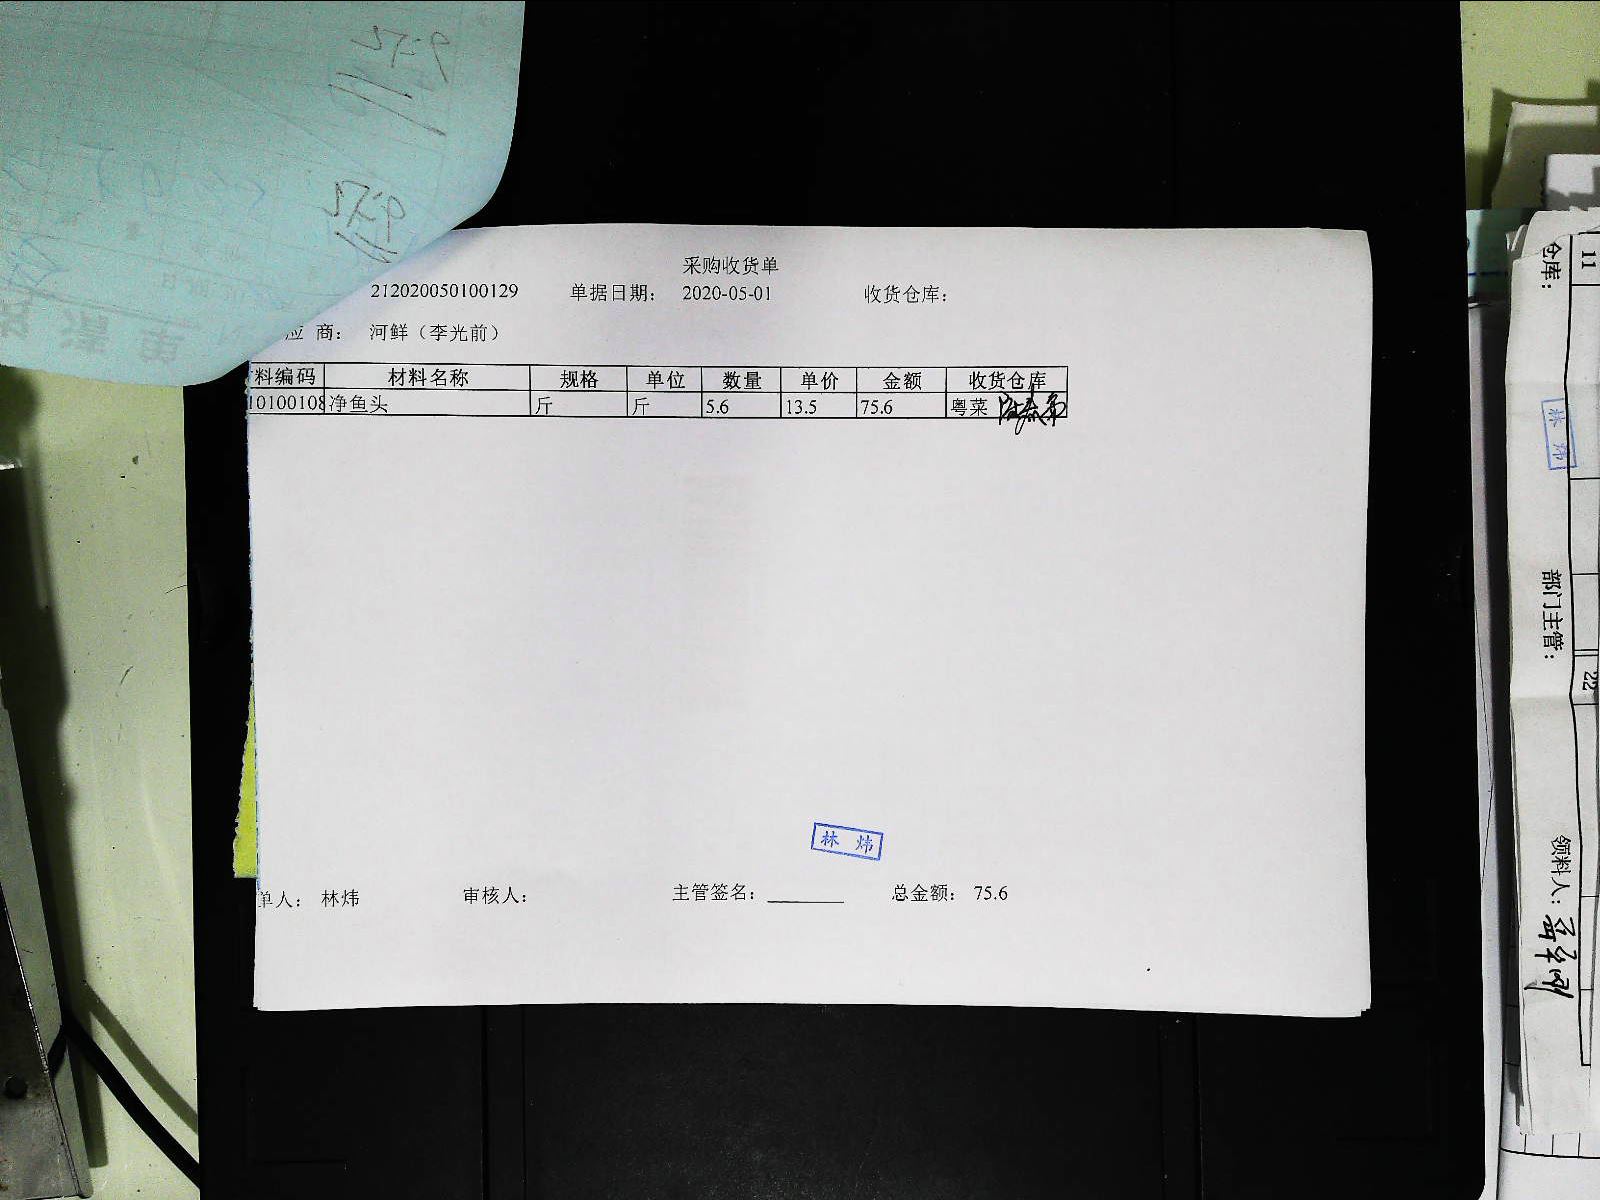 采购收货单
212020050100129 单据日期： 2020-05-01 收货仓库：
应 商： 河鲜（李光前）
料编码 材料名称 规格 单位 数量 单价 金额 收货仓库
10100108 净鱼头 斤 斤 5.6 13.5 75.6 粤菜
林 炜
单人： 林炜 审核人： 主管签名： 总金额： 75.6
11
仓库：
林 炜
部门主管：
22
领料人：